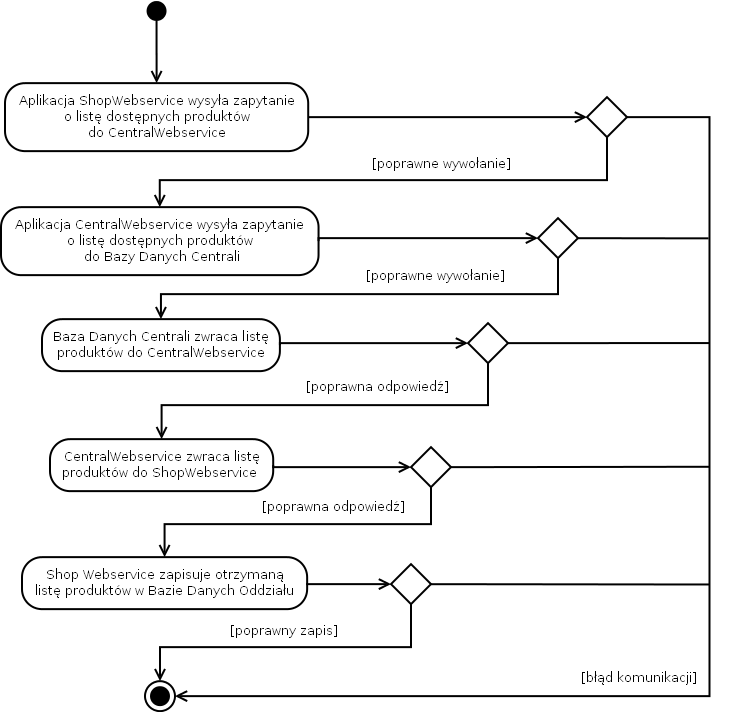 Aplikacja ShopWebservice wysyła zapytanie
o listę dostępnych produktów
do CentralWebservice
[poprawne wywołanie]
Aplikacja CentralWebservice wysyła zapytanie
o listę dostępnych produktów
do Bazy Danych Centrali
[poprawne wywołanie]
Baza Danych Centrali zwraca listę
produktów do CentralWebservice
[poprawna odpowiedź]
CentralWebservice zwraca listę
produktów do ShopWebservice
[poprawna odpowiedź]
Shop Webservice zapisuje otrzymaną
listę produktów w Bazie Danych Oddziału
[poprawny zapis]
[błąd komunikacji]